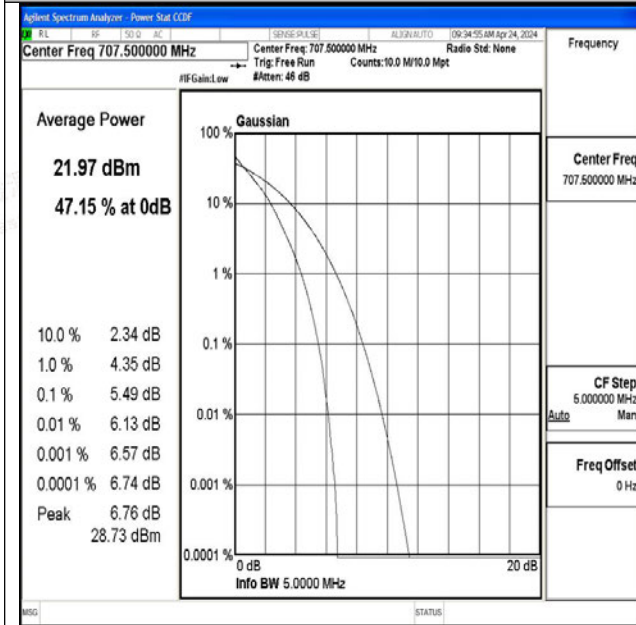 Agilent Spectrum Analyzer - Power Stat CCDF
RL RF 50 Ω AC SENSE:PULSE ALIGNAUTO 09:34:55 AM Apr 24, 2024
Center Freq 707.500000 MHz
Center Freq: 707.500000 MHz Radio Std: None
Trig: Free Run Counts:10.0 M/10.0 Mpt
#IFGain:Low #Atten: 46 dB
Average Power
21.97 dBm
47.15 % at 0dB
10.0 % 2.34 dB
1.0 % 4.35 dB
0.1 % 5.49 dB
0.01 % 6.13 dB
0.001 % 6.57 dB
0.0001 % 6.74 dB
Peak 6.76 dB
28.73 dBm
Gaussian
100 %
10 %
1 %
0.1 %
0.01 %
0.001 %
0.0001 %
0 dB 20 dB
Info BW 5.0000 MHz
Frequency
Center Freq
707.500000 MHz
CF Step
5.000000 MHz
Auto Man
Freq Offset
0 Hz
MSG STATUS